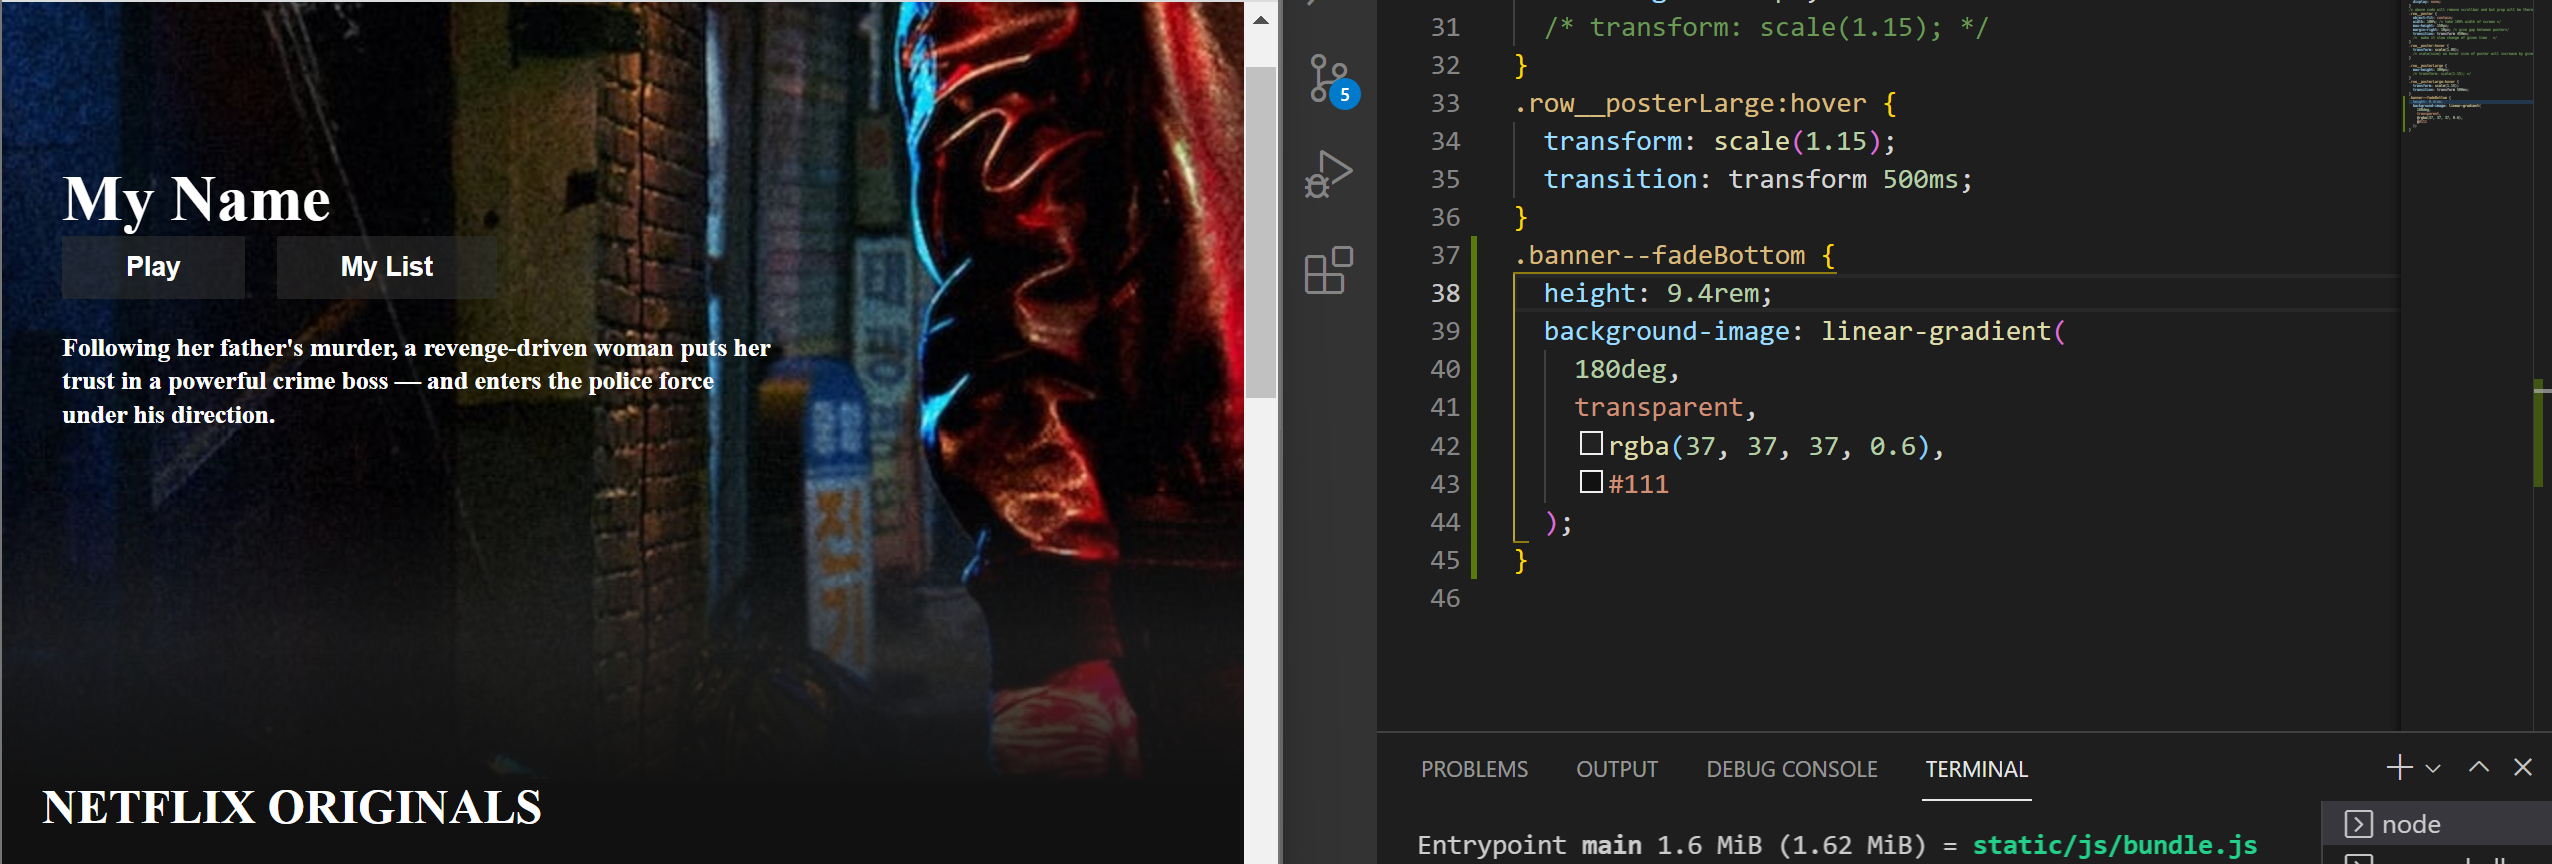 My Name
Play
My List
Following her father's murder, a revenge-driven woman puts her
trust in a powerful crime boss — and enters the police force
under his direction.
NETFLIX ORIGINALS
5
31 /* transform: scale(1.15); */
32 }
33 .row__posterLarge:hover {
34 transform: scale(1.15);
35 transition: transform 500ms;
36 }
37 .banner--fadeBottom {
38 height: 9.4rem;
39 background-image: linear-gradient(
40 180deg,
41 transparent,
42 rgba(37, 37, 37, 0.6),
43 #111
44 );
45 }
46
PROBLEMS OUTPUT DEBUG CONSOLE TERMINAL
Entrypoint main 1.6 MiB (1.62 MiB) = static/js/bundle.js
node